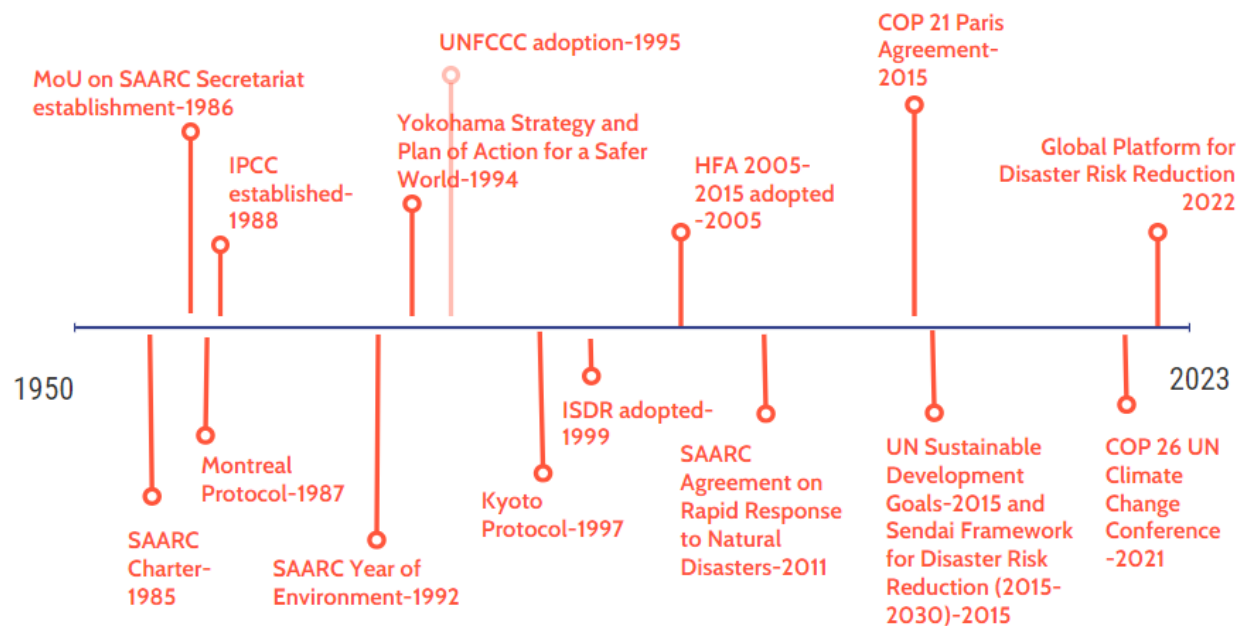 MoU on SAARC Secretariat
establishment-1986
IPCC
established-
1988
UNFCCC adoption-1995
Yokohama Strategy and
Plan of Action for a Safer
World-1994
HFA 2005-
2015 adopted
-2005
COP 21 Paris
Agreement-
2015
Global Platform for
Disaster Risk Reduction
2022
1950
2023
SAARC
Charter-
1985
Montreal
Protocol-1987
SAARC Year of
Environment-1992
Kyoto
Protocol-1997
ISDR adopted-
1999
SAARC
Agreement on
Rapid Response
to Natural
Disasters-2011
UN Sustainable
Development
Goals-2015 and
Sendai Framework
for Disaster Risk
Reduction (2015-
2030)-2015
COP 26 UN
Climate
Change
Conference
-2021